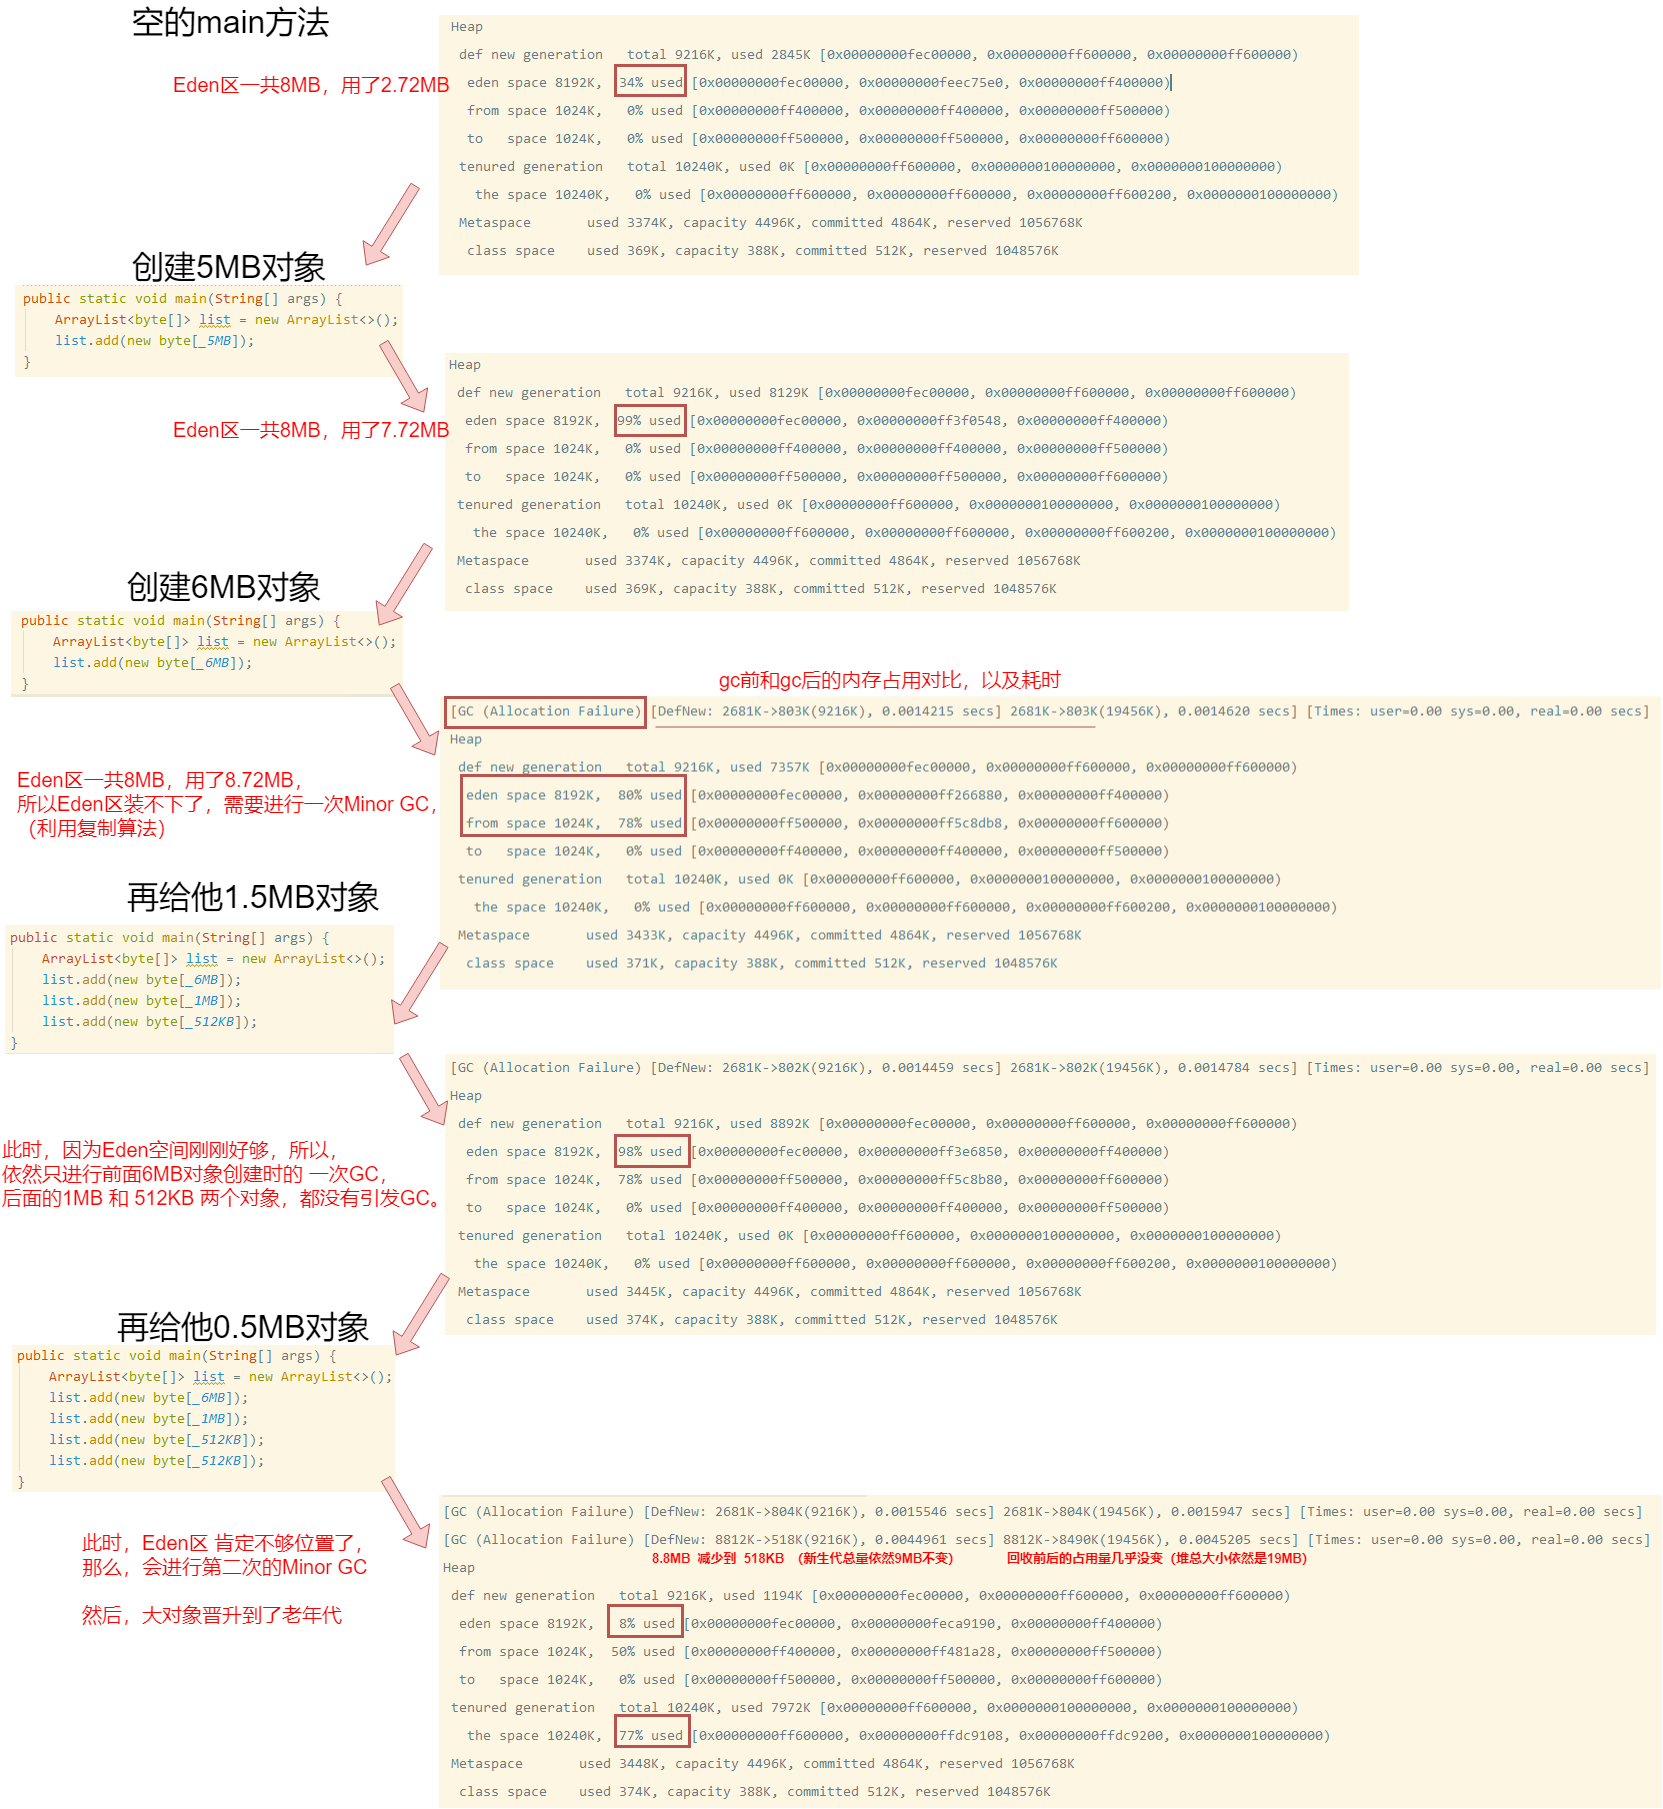 空的main方法
Heap
def new generation   total 9216K, used 2845K [0x00000000fec00000, 0x00000000ff600000, 0x00000000ff600000)
Eden区一共8MB，用了2.72MB
eden space 8192K,  34% used [0x00000000fec00000, 0x00000000feec75e0, 0x00000000ff400000)
from space 1024K,   0% used [0x00000000ff400000, 0x00000000ff400000, 0x00000000ff500000)
to   space 1024K,   0% used [0x00000000ff500000, 0x00000000ff500000, 0x00000000ff600000)
tenured generation   total 10240K, used 0K [0x00000000ff600000, 0x0000000100000000, 0x0000000100000000)
the space 10240K,   0% used [0x00000000ff600000, 0x00000000ff600000, 0x00000000ff600200, 0x0000000100000000)
Metaspace       used 3374K, capacity 4496K, committed 4864K, reserved 1056768K
class space    used 369K, capacity 388K, committed 512K, reserved 1048576K
创建5MB对象
public static void main(String[] args) {
ArrayList<byte[]> list = new ArrayList<>();
list.add(new byte[_5MB]);
}
Heap
def new generation   total 9216K, used 8129K [0x00000000fec00000, 0x00000000ff600000, 0x00000000ff600000)
Eden区一共8MB，用了7.72MB
eden space 8192K,  99% used [0x00000000fec00000, 0x00000000ff3f0548, 0x00000000ff400000)
from space 1024K,   0% used [0x00000000ff400000, 0x00000000ff400000, 0x00000000ff500000)
to   space 1024K,   0% used [0x00000000ff500000, 0x00000000ff500000, 0x00000000ff600000)
tenured generation   total 10240K, used 0K [0x00000000ff600000, 0x0000000100000000, 0x0000000100000000)
the space 10240K,   0% used [0x00000000ff600000, 0x00000000ff600000, 0x00000000ff600200, 0x0000000100000000)
Metaspace       used 3374K, capacity 4496K, committed 4864K, reserved 1056768K
class space    used 369K, capacity 388K, committed 512K, reserved 1048576K
创建6MB对象
public static void main(String[] args) {
ArrayList<byte[]> list = new ArrayList<>();
list.add(new byte[_6MB]);
}
gc前和gc后的内存占用对比，以及耗时
[GC (Allocation Failure) [DefNew: 2681K->803K(9216K), 0.0014215 secs] 2681K->803K(19456K), 0.0014620 secs] [Times: user=0.00 sys=0.00, real=0.00 secs]
Heap
def new generation   total 9216K, used 7357K [0x00000000fec00000, 0x00000000ff600000, 0x00000000ff600000)
eden space 8192K,  80% used [0x00000000fec00000, 0x00000000ff266880, 0x00000000ff400000)
from space 1024K,  78% used [0x00000000ff500000, 0x00000000ff5c8db8, 0x00000000ff600000)
to   space 1024K,   0% used [0x00000000ff400000, 0x00000000ff400000, 0x00000000ff500000)
tenured generation   total 10240K, used 0K [0x00000000ff600000, 0x0000000100000000, 0x0000000100000000)
the space 10240K,   0% used [0x00000000ff600000, 0x00000000ff600000, 0x00000000ff600200, 0x0000000100000000)
Metaspace       used 3433K, capacity 4496K, committed 4864K, reserved 1056768K
class space    used 371K, capacity 388K, committed 512K, reserved 1048576K
Eden区一共8MB，用了8.72MB，
所以Eden区装不下了，需要进行一次Minor GC，
（利用复制算法）
再给他1.5MB对象
public static void main(String[] args) {
ArrayList<byte[]> list = new ArrayList<>();
list.add(new byte[_6MB]);
list.add(new byte[_1MB]);
list.add(new byte[_512KB]);
}
[GC (Allocation Failure) [DefNew: 2681K->802K(9216K), 0.0014459 secs] 2681K->802K(19456K), 0.0014784 secs] [Times: user=0.00 sys=0.00, real=0.00 secs]
Heap
def new generation   total 9216K, used 8892K [0x00000000fec00000, 0x00000000ff600000, 0x00000000ff600000)
eden space 8192K,  98% used [0x00000000fec00000, 0x00000000ff3e6850, 0x00000000ff400000)
from space 1024K,  78% used [0x00000000ff500000, 0x00000000ff5c8b80, 0x00000000ff600000)
to   space 1024K,   0% used [0x00000000ff400000, 0x00000000ff400000, 0x00000000ff500000)
tenured generation   total 10240K, used 0K [0x00000000ff600000, 0x0000000100000000, 0x0000000100000000)
the space 10240K,   0% used [0x00000000ff600000, 0x00000000ff600000, 0x00000000ff600200, 0x0000000100000000)
Metaspace       used 3445K, capacity 4496K, committed 4864K, reserved 1056768K
class space    used 374K, capacity 388K, committed 512K, reserved 1048576K
此时，因为Eden空间刚刚好够，所以，
依然只进行前面6MB对象创建时的 一次GC，
后面的1MB 和 512KB 两个对象，都没有引发GC。
再给他0.5MB对象
public static void main(String[] args) {
ArrayList<byte[]> list = new ArrayList<>();
list.add(new byte[_6MB]);
list.add(new byte[_1MB]);
list.add(new byte[_512KB]);
list.add(new byte[_512KB]);
}
[GC (Allocation Failure) [DefNew: 2681K->804K(9216K), 0.0015546 secs] 2681K->804K(19456K), 0.0015947 secs] [Times: user=0.00 sys=0.00, real=0.00 secs]
[GC (Allocation Failure) [DefNew: 8812K->518K(9216K), 0.0044961 secs] 8812K->8490K(19456K), 0.0045205 secs] [Times: user=0.00 sys=0.00, real=0.00 secs]
8.8MB 减少到 518KB （新生代总量依然9MB不变） 回收前后的占用量几乎没变（堆总大小依然是19MB）
Heap
def new generation   total 9216K, used 1194K [0x00000000fec00000, 0x00000000ff600000, 0x00000000ff600000)
eden space 8192K,   8% used [0x00000000fec00000, 0x00000000feca9190, 0x00000000ff400000)
from space 1024K,  50% used [0x00000000ff400000, 0x00000000ff481a28, 0x00000000ff500000)
to   space 1024K,   0% used [0x00000000ff500000, 0x00000000ff500000, 0x00000000ff600000)
tenured generation   total 10240K, used 7972K [0x00000000ff600000, 0x0000000100000000, 0x0000000100000000)
the space 10240K,  77% used [0x00000000ff600000, 0x00000000ffdc9108, 0x00000000ffdc9200, 0x0000000100000000)
Metaspace       used 3448K, capacity 4496K, committed 4864K, reserved 1056768K
class space    used 374K, capacity 388K, committed 512K, reserved 1048576K
此时，Eden区 肯定不够位置了，
那么，会进行第二次的Minor GC
然后，大对象晋升到了老年代